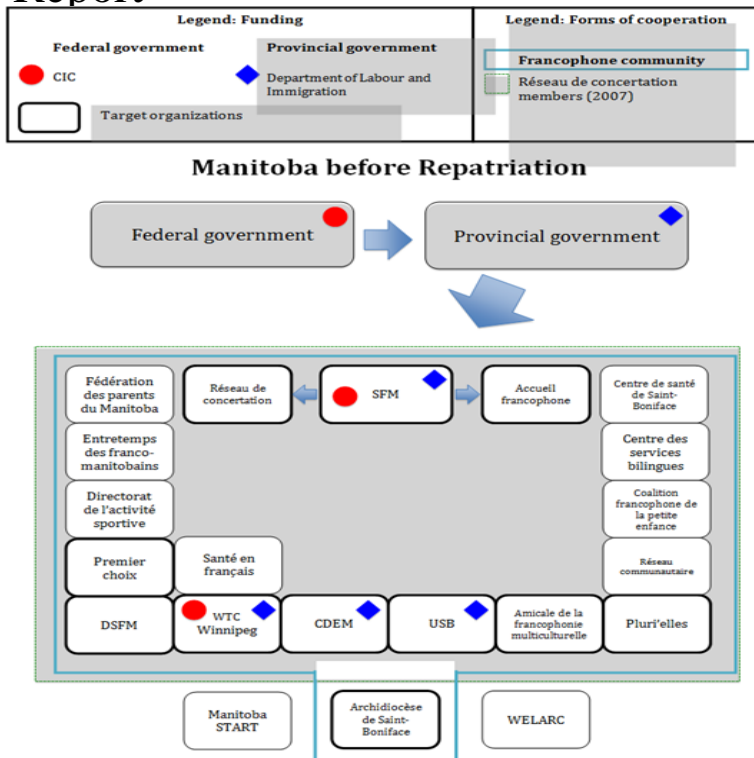 Report
Legend: Funding
Legend: Forms of cooperation
Federal government
Provincial government
CIC
Department of Labour and
Immigration
Target organizations
Francophone community
Réseau de concertation
members (2007)
Manitoba before Repatriation
Federal government
Provincial government
Fédération
des parents
du Manitoba
Réseau de
concertation
SFM
Accueil
francophone
Centre de santé
de Saint-
Boniface
Entretemps
des franco-
manitobains
Centre des
services
bilingues
Directorat
de l'activité
sportive
Coalition
francophone de
la petite
enfance
Premier
choix
Santé en
français
Réseau
communautaire
DSFM
WTC
Winnipeg
CDEM
USB
Amicale de la
francophonie
multiculturelle
Pluri'elles
Manitoba
START
Archidiocèse
de Saint-
Boniface
WELARC